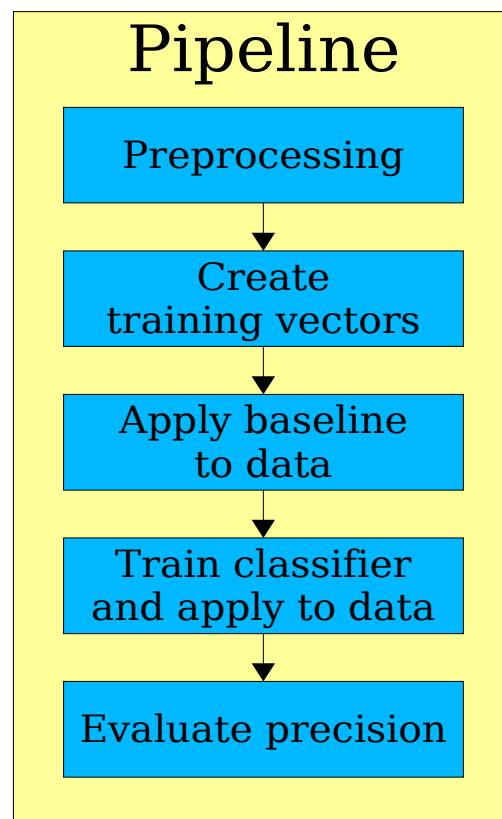 Pipeline
Preprocessing
Create
training vectors
Apply baseline
to data
Train classifier
and apply to data
Evaluate precision